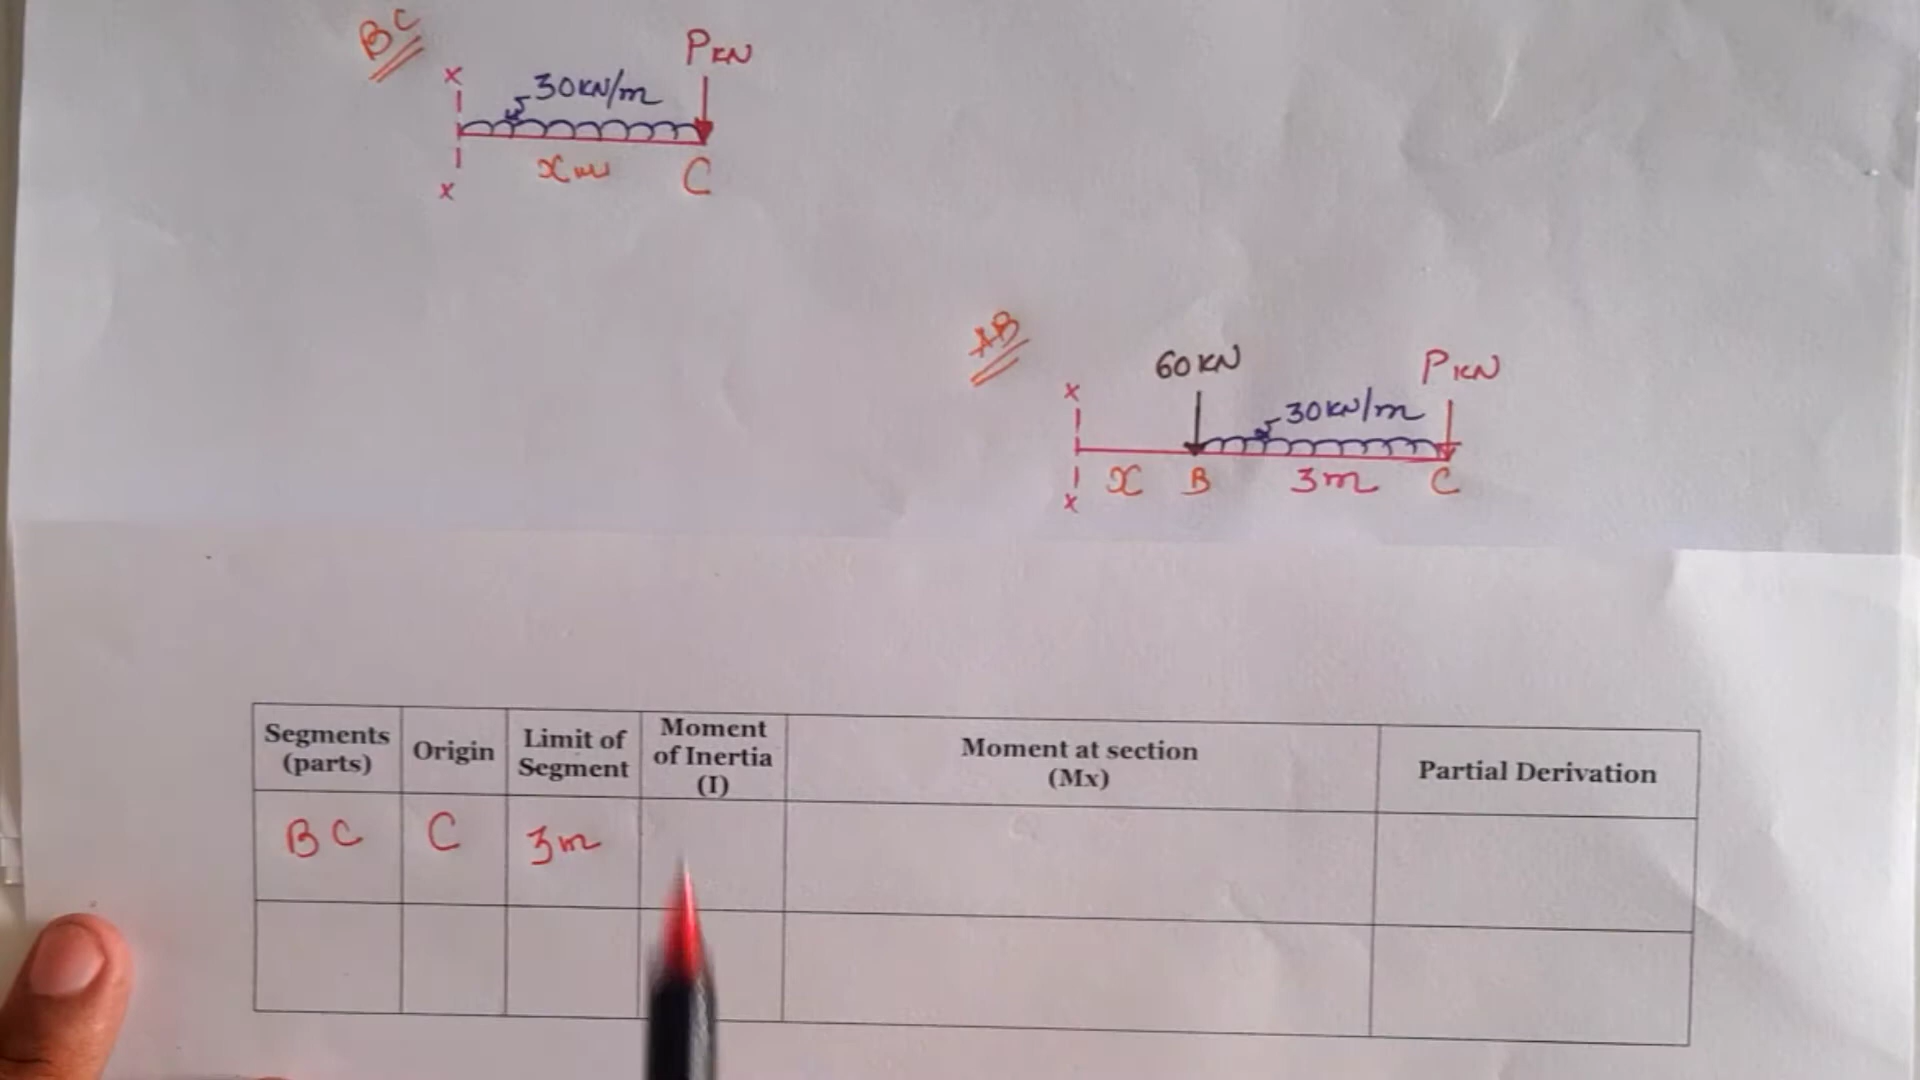 BC
P KN
x
30KN/m
x m
C
x
AB
60 KN
P KN
x
30KN/m
x
B
3m
C
x
Segments (parts)
Origin
Limit of Segment
Moment of Inertia (I)
Moment at section (Mx)
Partial Derivation
BC
C
3m